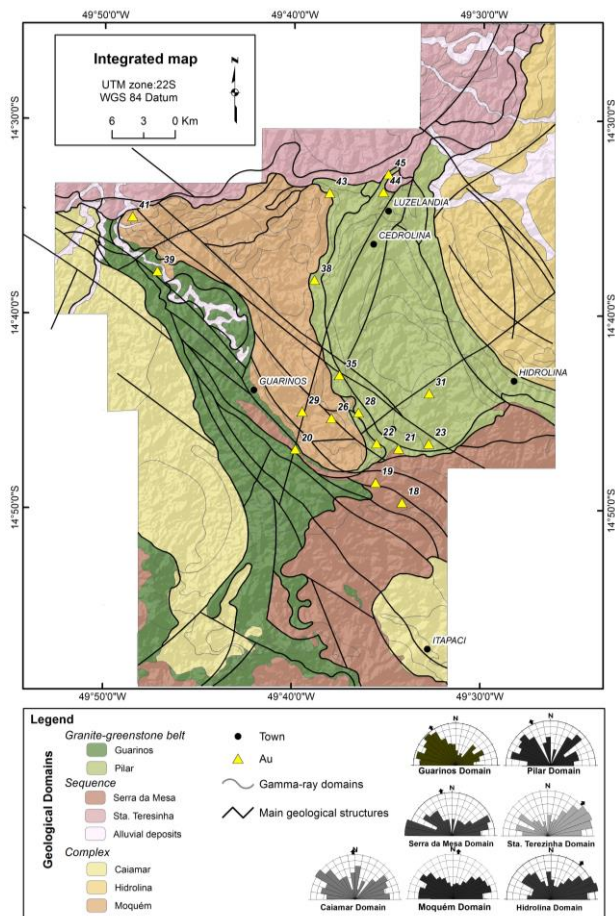 49°50'0"W 49°40'0"W 49°30'0"W
Integrated map
UTM zone:22S
WGS 84 Datum
6 3 0 Km
N
14°30'0"S 14°30'0"S
45
44
43
41
LUZELANDIA
CEDROLINA
39
38
14°40'0"S 14°40'0"S
35
31
HIDROLINA
GUARINOS
29
26
28
20
22
21
23
19
18
14°50'0"S 14°50'0"S
ITAPACI
49°50'0"W 49°40'0"W 49°30'0"W
Legend
Geological Domains
Granite-greenstone belt
Guarinos
Pilar
Sequence
Serra da Mesa
Sta. Teresinha
Alluvial deposits
Complex
Caiamar
Hidrolina
Moquém
Town
Au
Gamma-ray domains
Main geological structures
N
Guarinos Domain
N
Pilar Domain
N
Serra da Mesa Domain
N
Sta. Terezinha Domain
N
Caiamar Domain
N
Moquém Domain
N
Hidrolina Domain